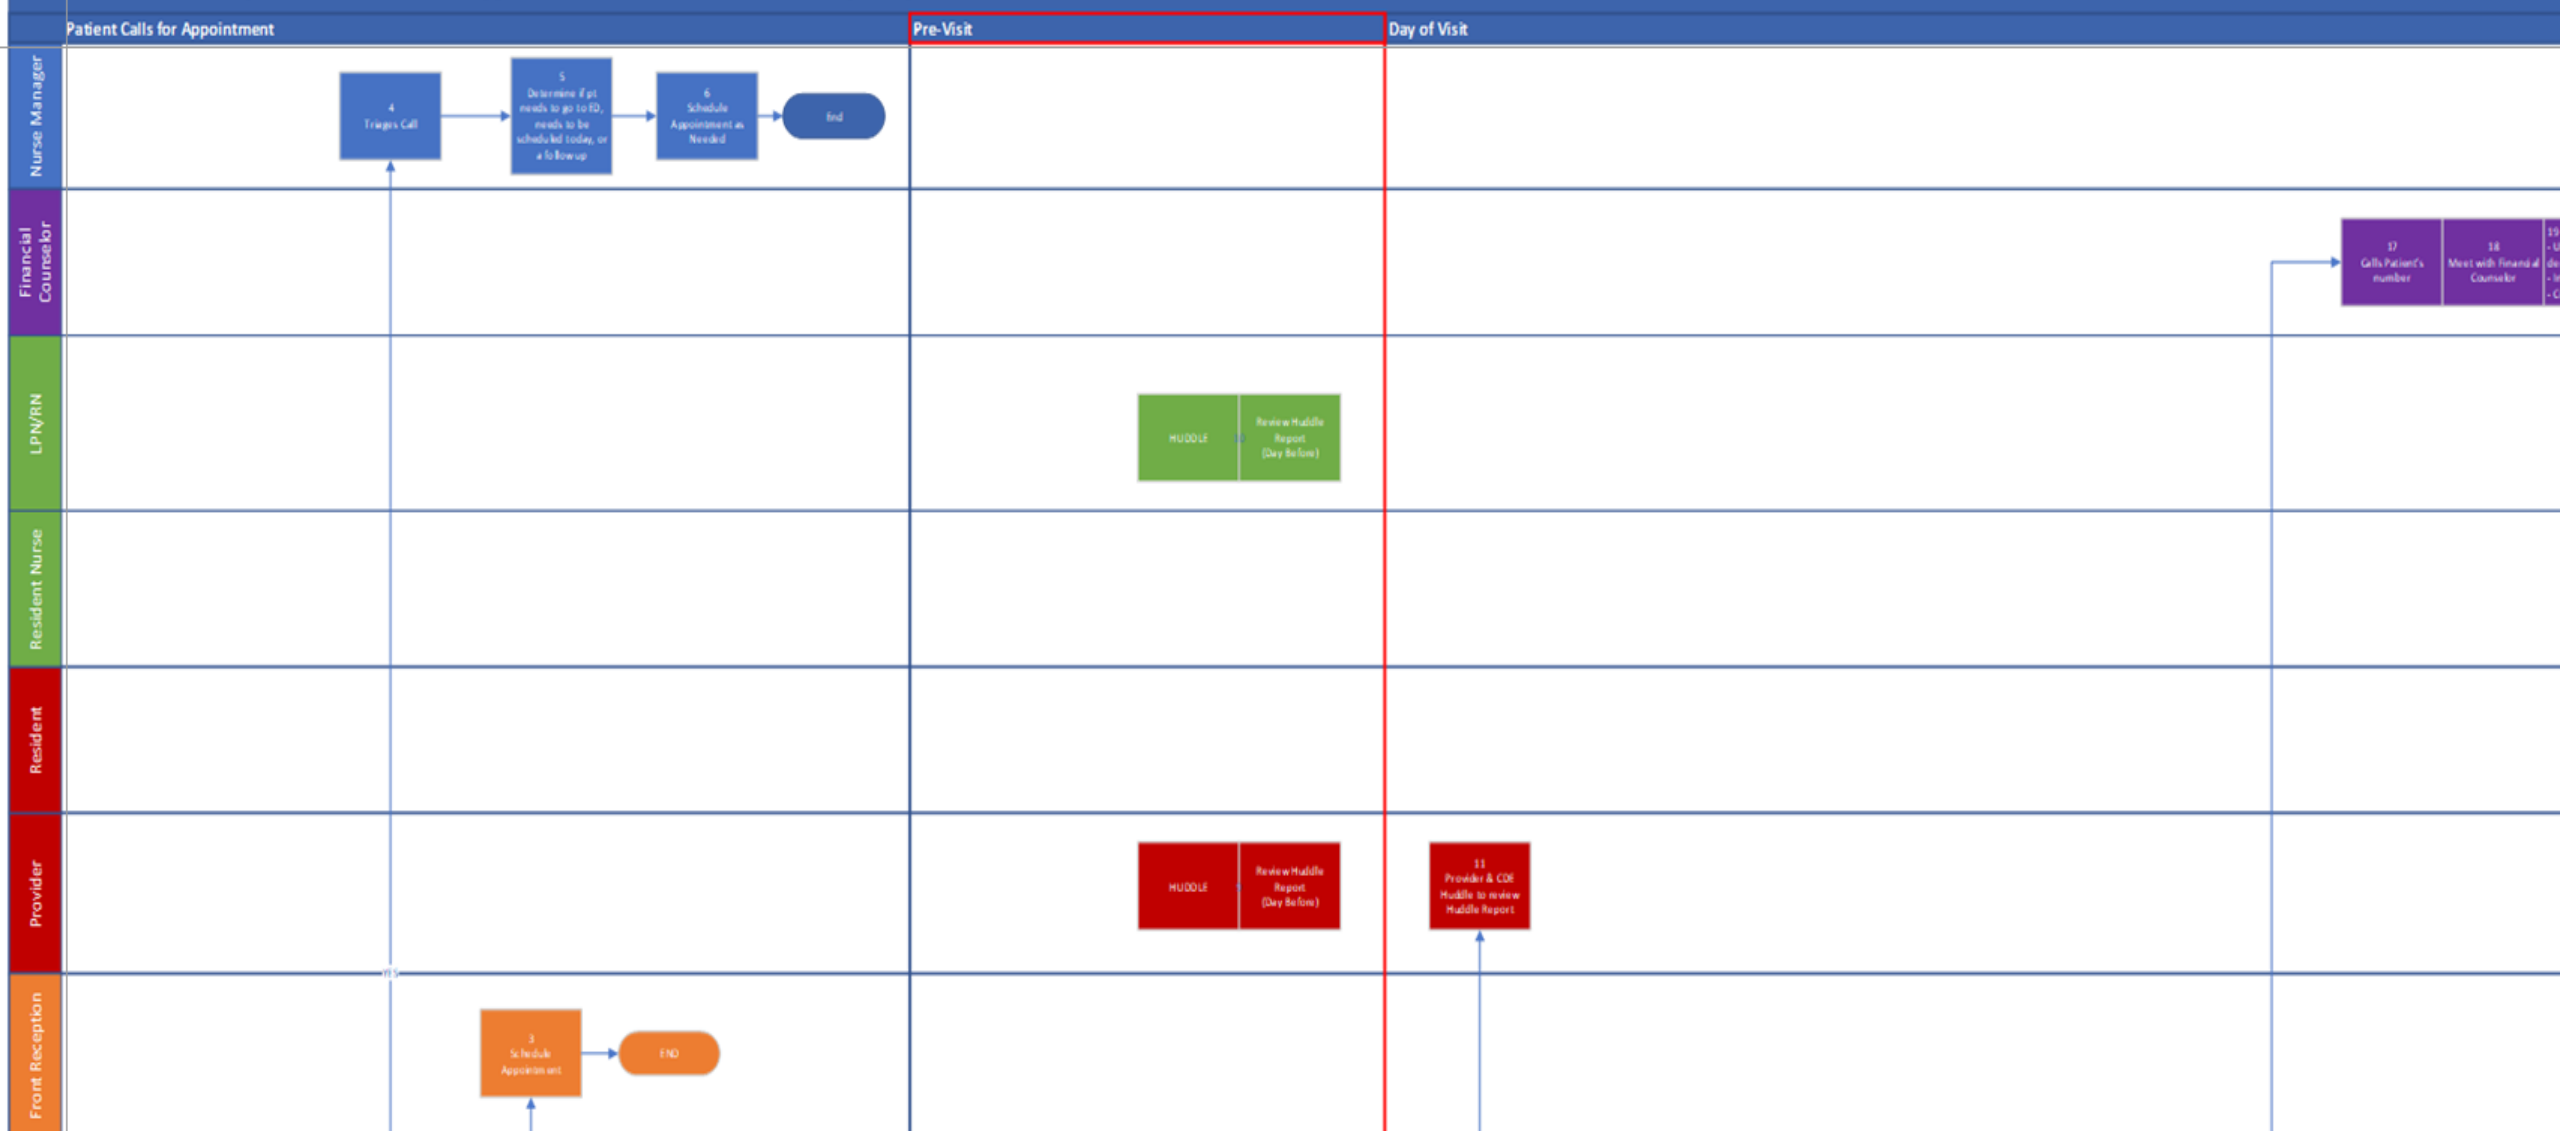 Patient Calls for Appointment
Pre-Visit
Day of Visit
Nurse Manager
4
Triages Call
5
Determine if pt
needs to go to ED,
needs to be
scheduled today, or
a follow up
6
Schedule
Appointment as
Needed
End
Financial
Counselor
17
Calls Patient's
number
18
Meet with Financial
Counselor
19
- U
de
- In
- C
LPN/RN
HUDDLE
Review Huddle
Report
(Day Before)
Resident Nurse
Resident
Provider
HUDDLE
Review Huddle
Report
(Day Before)
11
Provider & CDE
Huddle to review
Huddle Report
YES
Front Reception
3
Schedule
Appointment
END